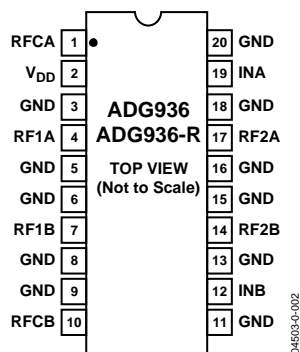 RFCA 1 20 GND
VDD 2 19 INA
GND 3 18 GND
RF1A 4 17 RF2A
GND 5 16 GND
GND 6 15 GND
RF1B 7 14 RF2B
GND 8 13 GND
GND 9 12 INB
RFCB 10 11 GND
ADG936
ADG936-R
TOP VIEW
(Not to Scale)
04503-0-002